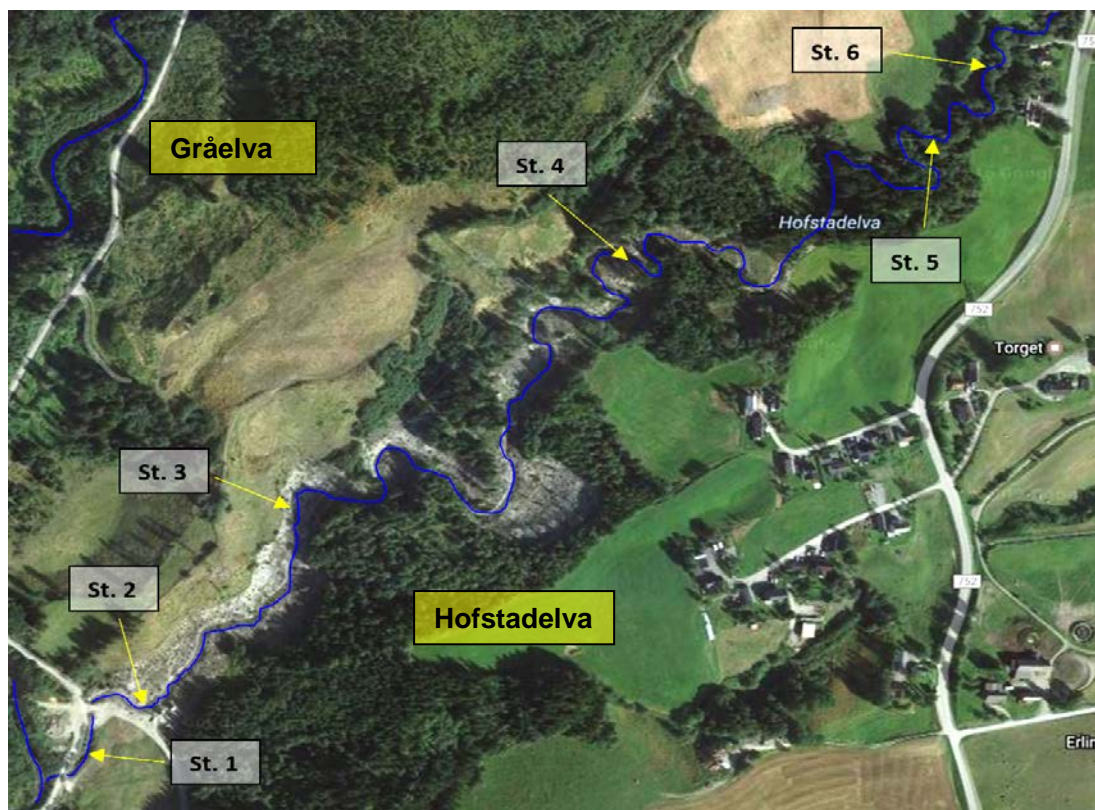 75
St. 6
Gråelva
St. 4
Hofstadelva
St. 5
752
Torget
St. 3
752
St. 2
Hofstadelva
Erlin
St. 1